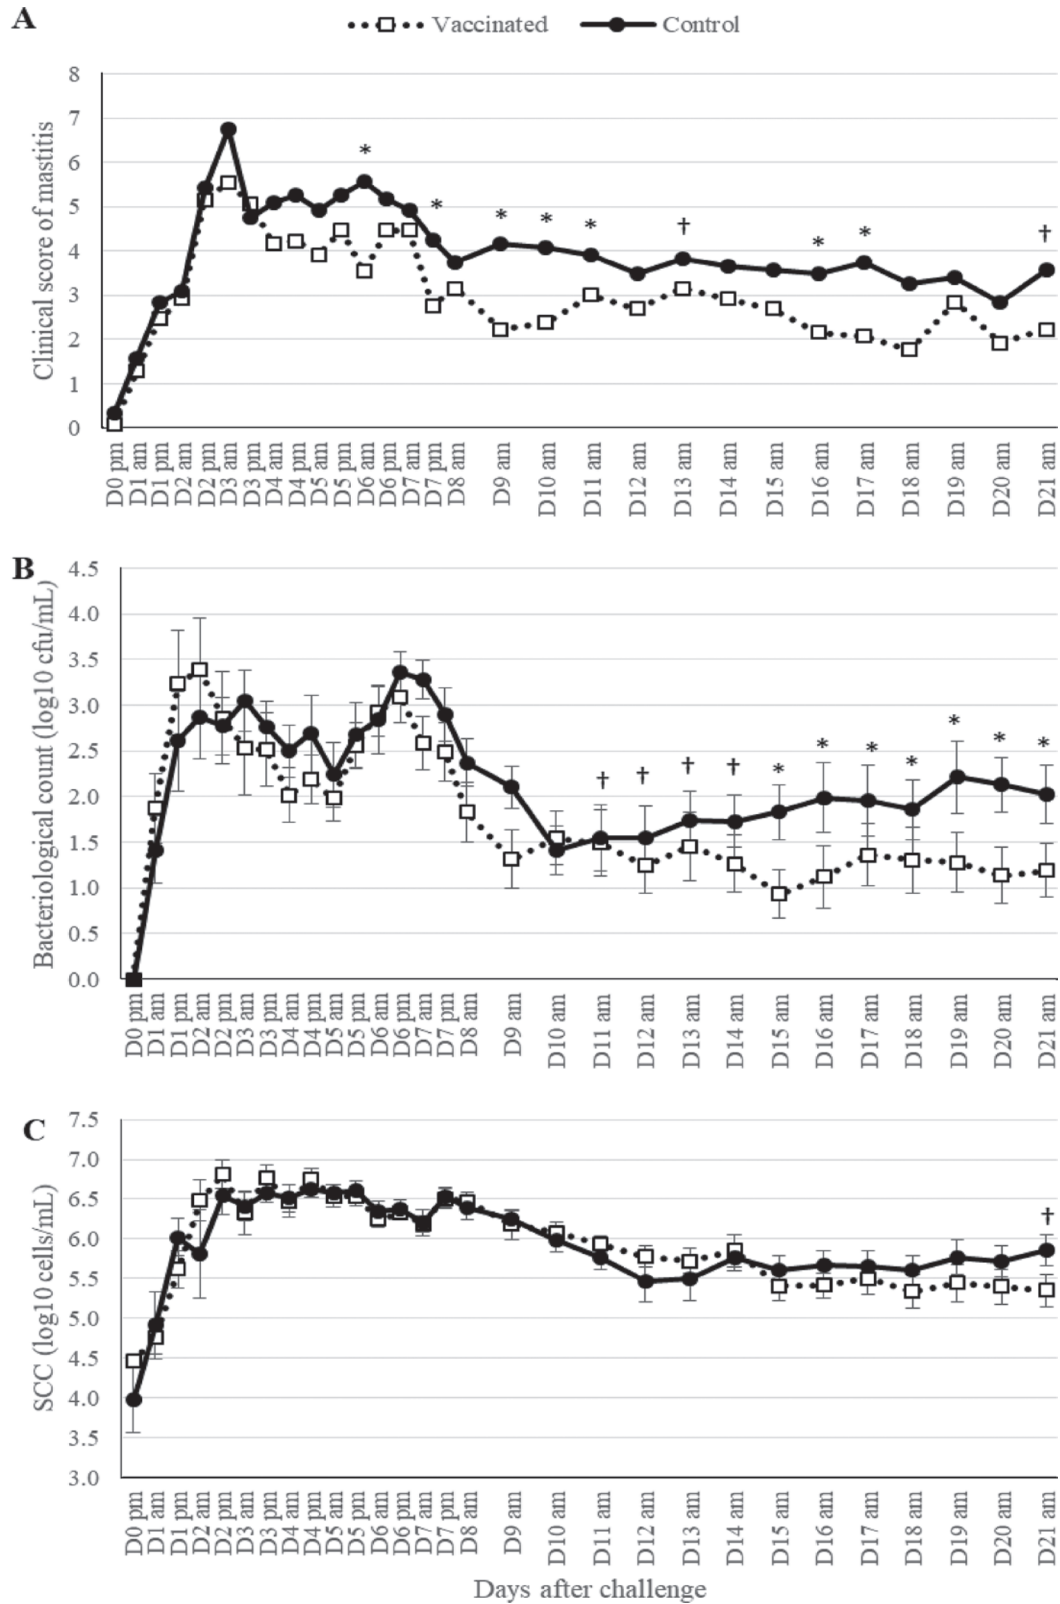 A
Vaccinated Control
Clinical score of mastitis
8
7
6
5
4
3
2
1
0
* * * * * † * * †
D0 pm D1 am D1 pm D2 am D2 pm D3 am D3 pm D4 am D4 pm D5 am D5 pm D6 am D6 pm D7 am D7 pm D8 am D9 am D10 am D11 am D12 am D13 am D14 am D15 am D16 am D17 am D18 am D19 am D20 am D21 am
B
Bacteriological count (log10 cfu/mL)
4.5
4.0
3.5
3.0
2.5
2.0
1.5
1.0
0.5
0.0
† † † † * * * * * * *
D0 pm D1 am D1 pm D2 am D2 pm D3 am D3 pm D4 am D4 pm D5 am D5 pm D6 am D6 pm D7 am D7 pm D8 am D9 am D10 am D11 am D12 am D13 am D14 am D15 am D16 am D17 am D18 am D19 am D20 am D21 am
C
SCC (log10 cells/mL)
7.5
7.0
6.5
6.0
5.5
5.0
4.5
4.0
3.5
3.0
†
D0 pm D1 am D1 pm D2 am D2 pm D3 am D3 pm D4 am D4 pm D5 am D5 pm D6 am D6 pm D7 am D7 pm D8 am D9 am D10 am D11 am D12 am D13 am D14 am D15 am D16 am D17 am D18 am D19 am D20 am D21 am
Days after challenge